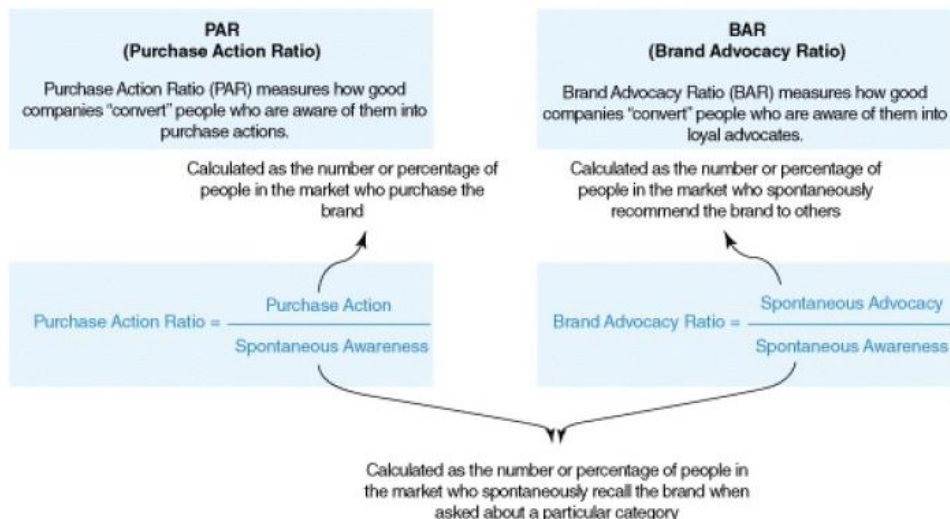 PAR
(Purchase Action Ratio)
Purchase Action Ratio (PAR) measures how good
companies “convert” people who are aware of them into
purchase actions.
Calculated as the number or percentage of
people in the market who purchase the
brand
Purchase Action Ratio =
Purchase Action
Spontaneous Awareness
BAR
(Brand Advocacy Ratio)
Brand Advocacy Ratio (BAR) measures how good
companies “convert” people who are aware of them into
loyal advocates.
Calculated as the number or percentage of
people in the market who spontaneously
recommend the brand to others
Brand Advocacy Ratio =
Spontaneous Advocacy
Spontaneous Awareness
Calculated as the number or percentage of people in
the market who spontaneously recall the brand when
asked about a particular category